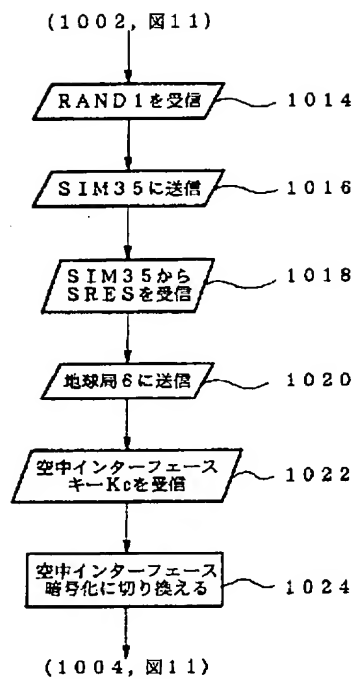 (1002,図11)
RAND1を受信
1014
SIM35に送信
1016
SIM35から
SRESを受信
1018
地球局6に送信
1020
空中インターフェース
キーKcを受信
1022
空中インターフェース
暗号化に切り換える
1024
(1004,図11)